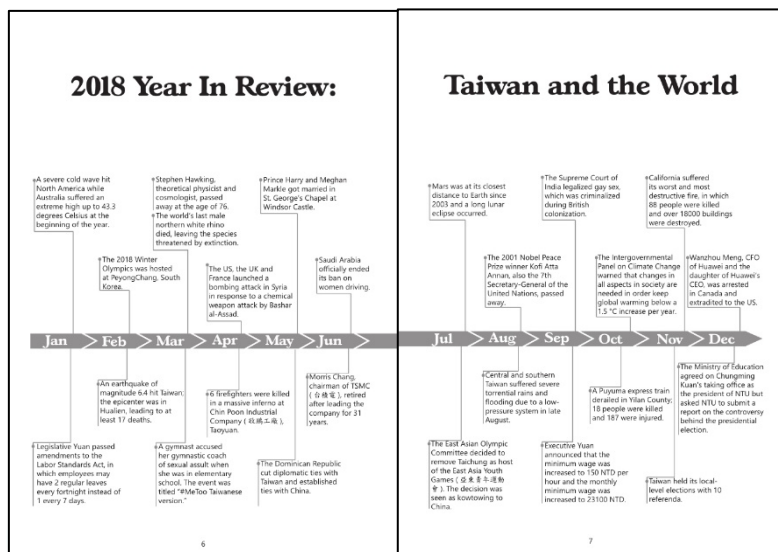 2018 Year In Review:
A severe cold wave hit
North America while
Australia suffered an
extreme high up to 43.3
degrees Celsius at the
beginning of the year.
The 2018 Winter
Olympics was hosted
at PeyongChang, South
Korea.
Stephen Hawking,
theoretical physicist and
cosmologist, passed
away at the age of 76.
The world's last male
northern white rhino
died, leaving the species
threatened by extinction.
The US, the UK and
France launched a
bombing attack in Syria
in response to a chemical
weapon attack by Bashar
al-Assad.
Prince Harry and Meghan
Markle got married in
St. George's Chapel at
Windsor Castle.
Saudi Arabia
officially ended its
ban on women
driving.
Jan Feb Mar Apr May Jun
Legislative Yuan passed
amendments to the
Labor Standards Act, in
which employees may
have 2 regular leaves
every fortnight instead of
1 every 7 days.
An earthquake of
magnitude 6.4 hit Taiwan;
the epicenter was in
Hualien, leading to at
least 17 deaths.
A gymnast accused
her gymnastic coach
of sexual assult when
she was in elementary
school. The event was
titled "#MeToo Taiwanese
version."
6 firefighters were killed
in a massive inferno at
Chin Poon Industrial
Company (敬鵬工廠),
Taoyuan.
The Dominican Republic
cut diplomatic ties with
Taiwan and established
ties with China.
Morris Chang,
chairman of TSMC
(台積電), retired
after leading the
company for 31
years.
6
Taiwan and the World
Mars was at its closest
distance to Earth since
2003 and a long lunar
eclipse occurred.
The 2001 Nobel Peace
Prize winner Kofi Atta
Annan, also the 7th
Secretary-General of the
United Nations, passed
away.
The Supreme Court of
India legalized gay sex,
which was criminalized
during British
colonization.
The Intergovernmental
Panel on Climate Change
warned that changes in
all aspects in society are
needed in order keep
global warming below a
1.5 °C increase per year.
California suffered
its worst and most
destructive fire, in which
88 people were killed
and over 18000 buildings
were destroyed.
Wanzhou Meng, CFO
of Huawei and the
daughter of Huawei's
CEO, was arrested
in Canada and
extradited to the US.
Jul Aug Sep Oct Nov Dec
The East Asian Olympic
Committee decided to
remove Taichung as host
of the East Asia Youth
Games (亞東青年運動
會). The decision was
seen as kowtowing to
China.
Central and southern
Taiwan suffered severe
torrential rains and
flooding due to a low-
pressure system in late
August.
Executive Yuan
announced that the
minimum wage was
increased to 150 NTD per
hour and the monthly
minimum wage was
increased to 23100 NTD.
A Puyuma express train
derailed in Yilan County;
18 people were killed
and 187 were injured.
Taiwan held its local-
level elections with 10
referenda.
The Ministry of Education
agreed on Chungming
Kuan's taking office as
the president of NTU but
asked NTU to submit a
report on the controversy
behind the presidential
election.
7